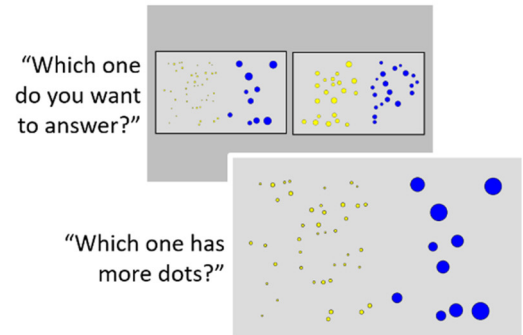 “Which one
do you want
to answer?”
“Which one has
more dots?”